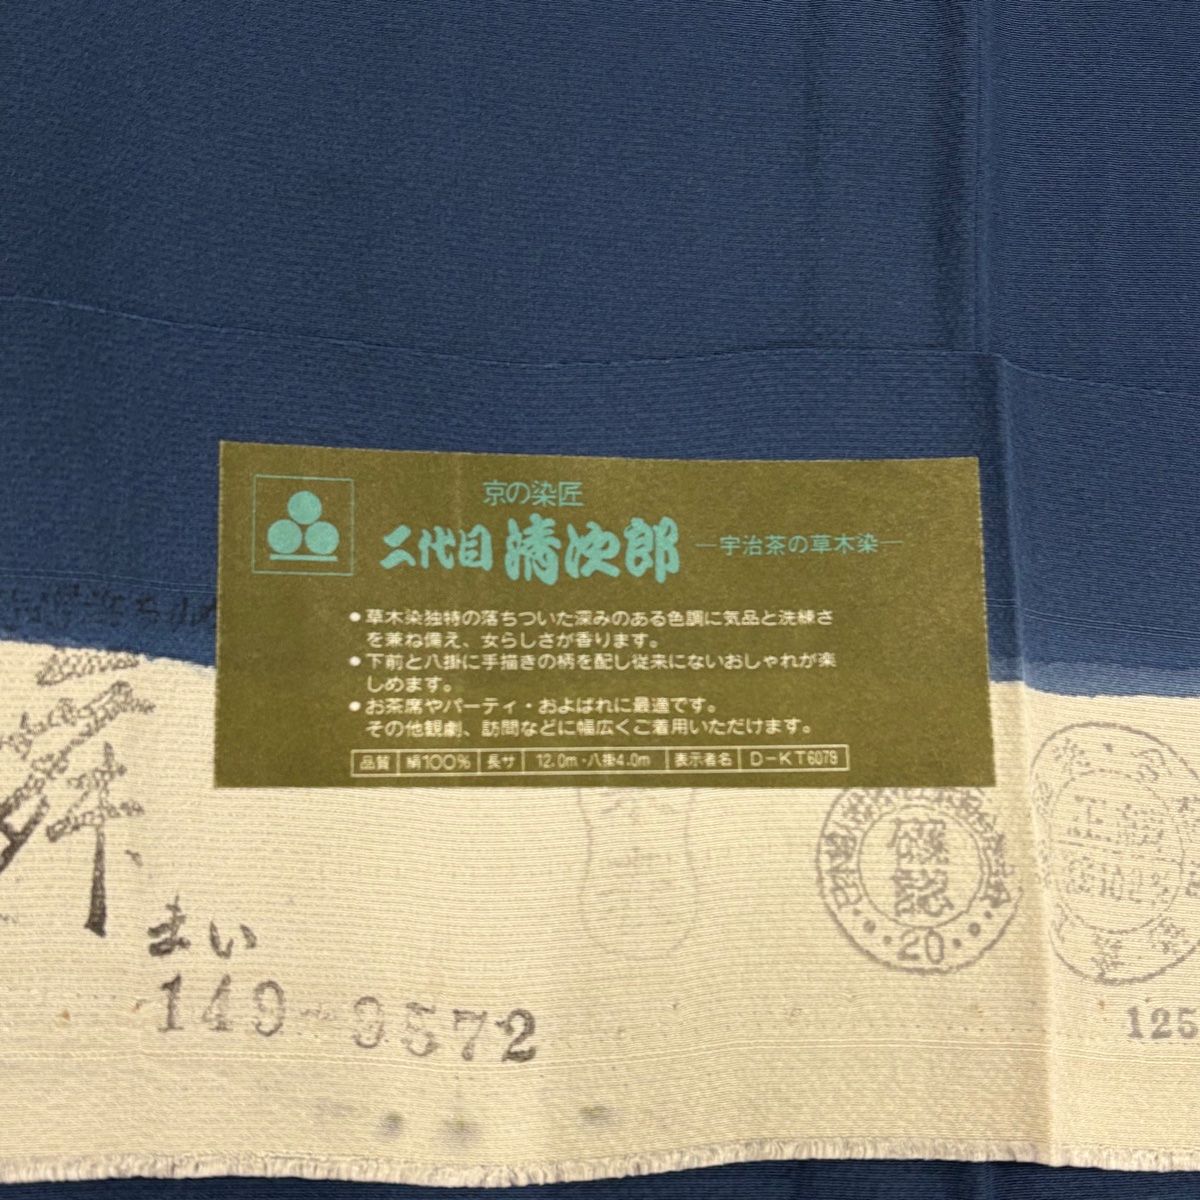 京の染匠
二代目 清次郎 —宇治茶の草木染—
●草木染独特の落ちついた深みのある色調に気品と洗練さ
を兼ね備え、女らしさが香ります。
●下前と八掛に手描きの柄を配し従来にないおしゃれが楽
しめます。
●お茶席やパーティ・およばれに最適です。
その他観劇、訪問などに幅広くご着用いただけます。
品質 絹100% 長サ 12.0m・八掛4.0m 表示者名 D-KT6079
まい
149-9572
確認
20
正絹
125